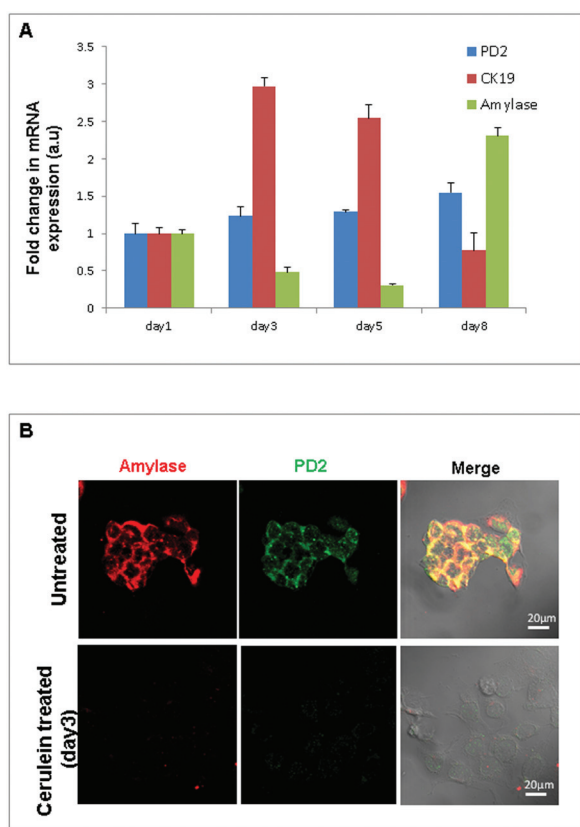 A
Fold change in mRNA
expression (a.u)
3.5
3
2.5
2
1.5
1
0.5
0
PD2
CK19
Amylase
day1 day3 day5 day8
B
Amylase PD2 Merge
Untreated
20μm
Cerulein treated
(day3)
20μm